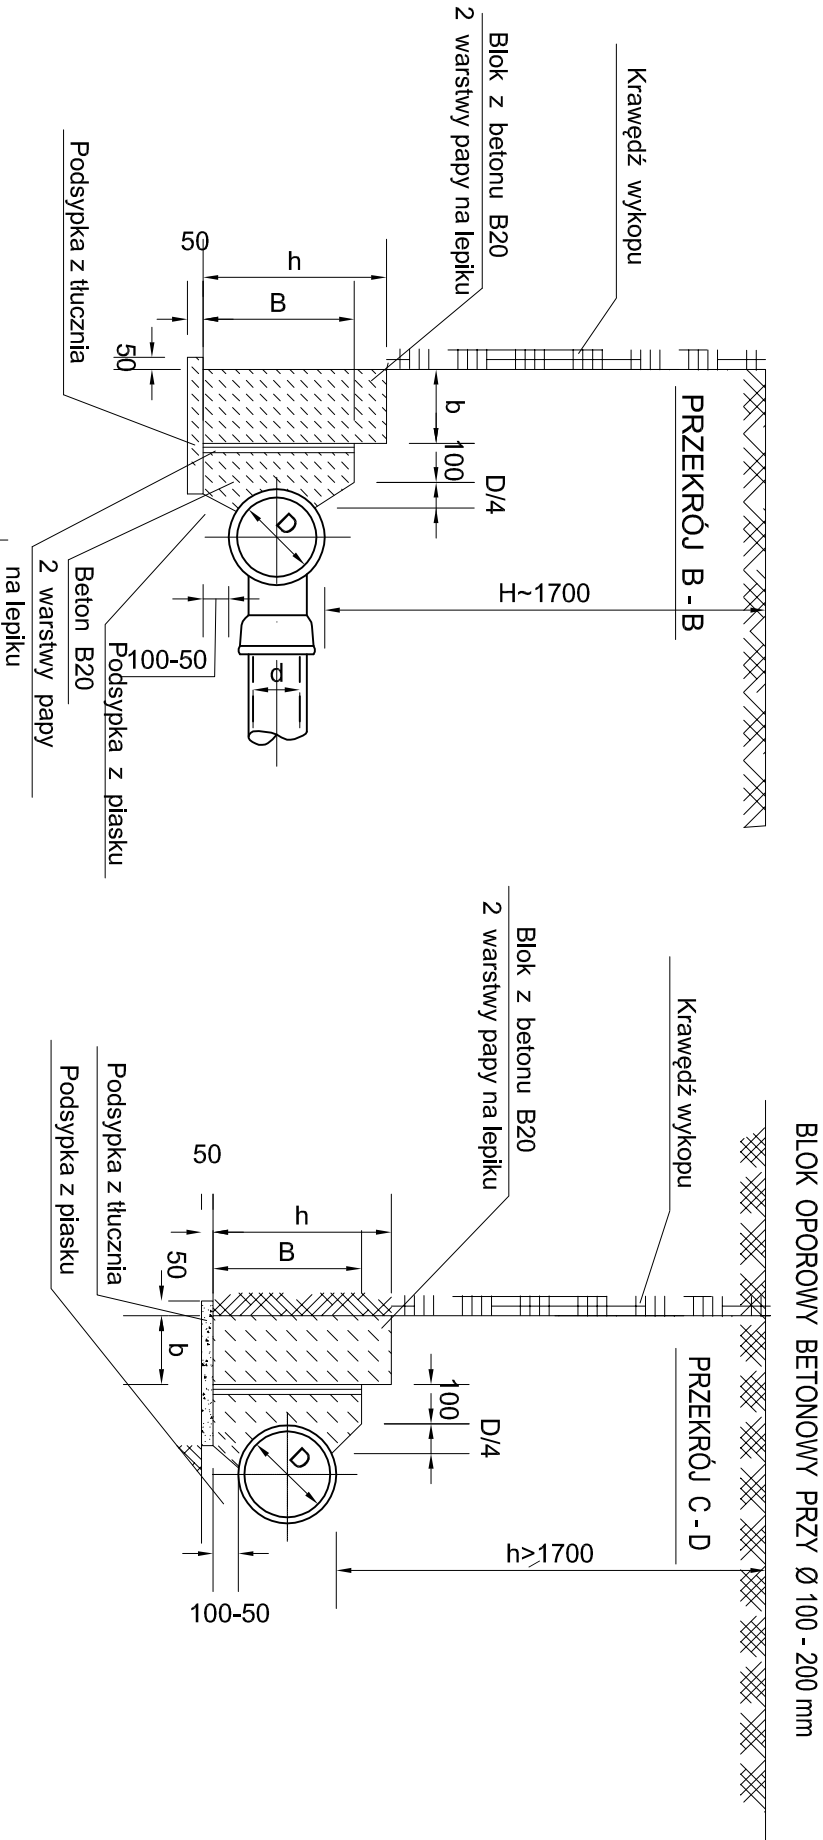 BLOK OPOROWY BETONOWY PRZY Ø 100 - 200 mm
PRZEKRÓJ B - B
Krawędź wykopu
Blok z betonu B20
2 warstwy papy na lepiku
H~1700
D/4
100
b
h
B
50
50
D
d
100-50
Podsypka z tłucznia
Podsypka z piasku
Beton B20
2 warstwy papy
na lepiku
PRZEKRÓJ C - D
Krawędź wykopu
Blok z betonu B20
2 warstwy papy na lepiku
h≥1700
D/4
100
b
h
B
50
50
D
100-50
Podsypka z tłucznia
Podsypka z piasku